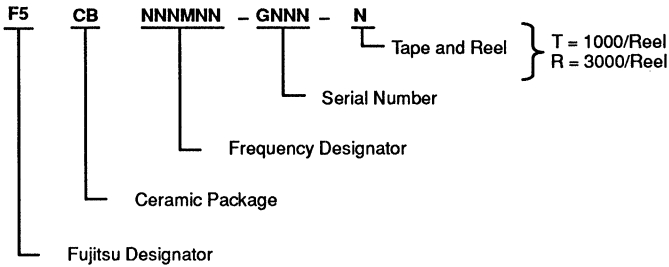 F5 CB NNNMNN - GNNN - N
Tape and Reel
T = 1000/Reel
R = 3000/Reel
Serial Number
Frequency Designator
Ceramic Package
Fujitsu Designator